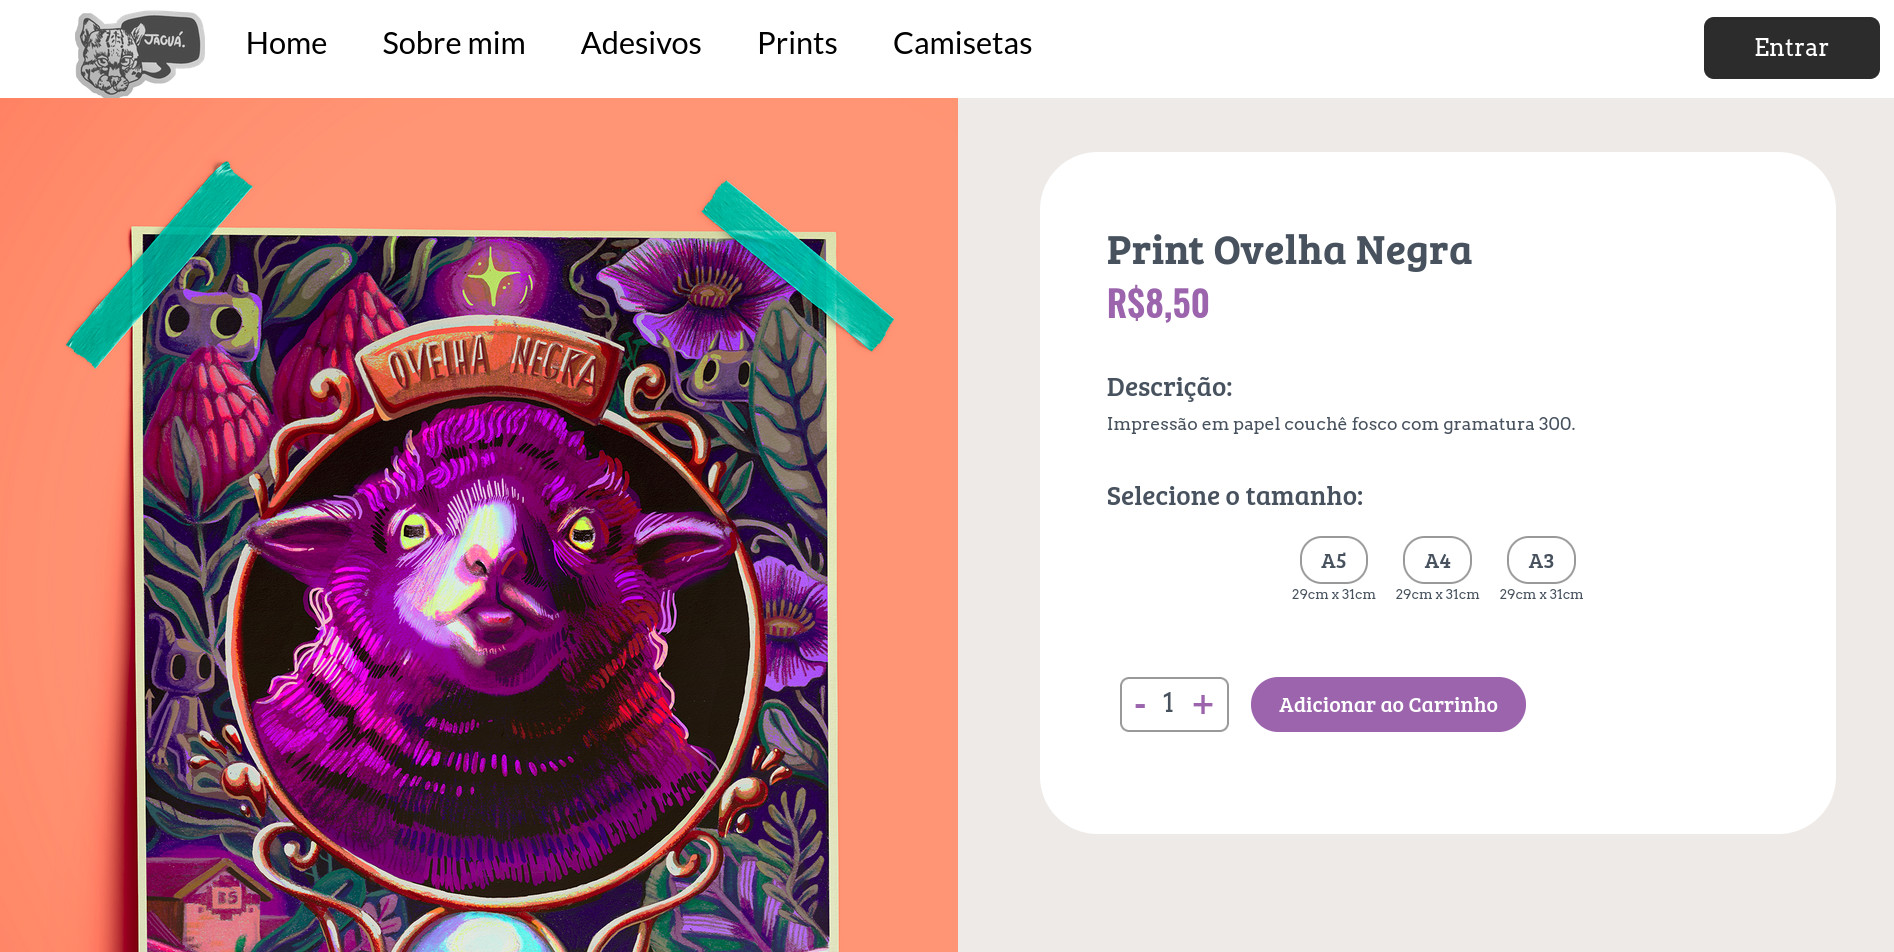 JAGUÁ.
Home Sobre mim Adesivos Prints Camisetas
Entrar
OVELHA NEGRA
35
Print Ovelha Negra
R$8,50
Descrição:
Impressão em papel couchê fosco com gramatura 300.
Selecione o tamanho:
A5 A4 A3
29cm x 31cm 29cm x 31cm 29cm x 31cm
- 1 +
Adicionar ao Carrinho